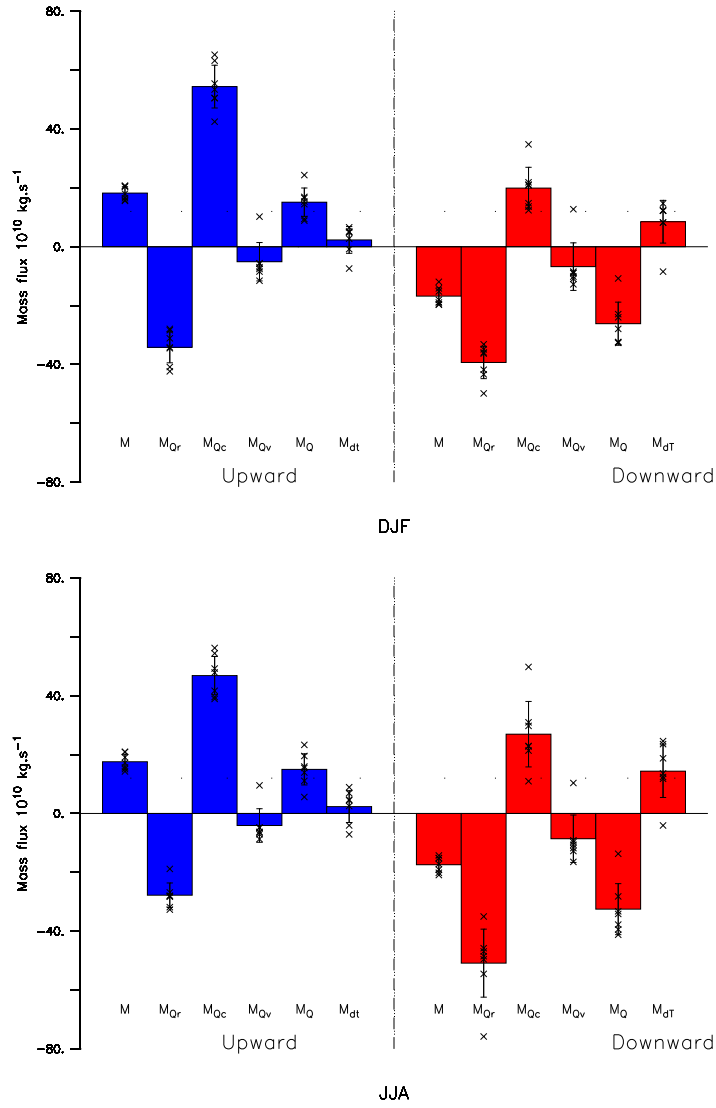 80.
40.
0.
-40.
-80.
Mass flux 10^10 kg.s^-1
M M_Qr M_Qc M_Qv M_Q M_dt M M_Qr M_Qc M_Qv M_Q M_dT
Upward Downward
DJF
80.
40.
0.
-40.
-80.
Mass flux 10^10 kg.s^-1
M M_Qr M_Qc M_Qv M_Q M_dt M M_Qr M_Qc M_Qv M_Q M_dT
Upward Downward
JJA